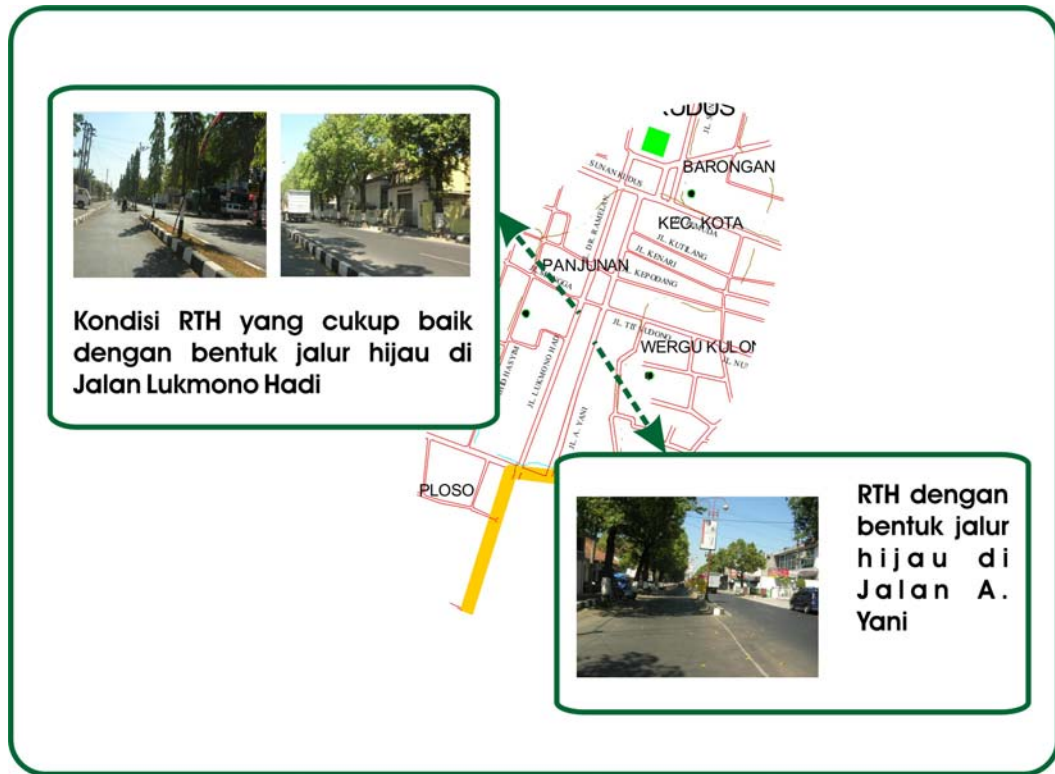 Kondisi RTH yang cukup baik
dengan bentuk jalur hijau di
Jalan Lukmono Hadi
KUDUS
SUNAN KUDUS
BARONGAN
DR. RAMELAN
KEC. KOTA
JL. KUTILANG
JL. KENARI
PANJUNAN
JL. KEPODANG
WERGU KULON
JL. LUKMONO HADI
JL. A. YANI
PLOSO
RTH dengan
bentuk jalur
hijau di
Jalan A.
Yani